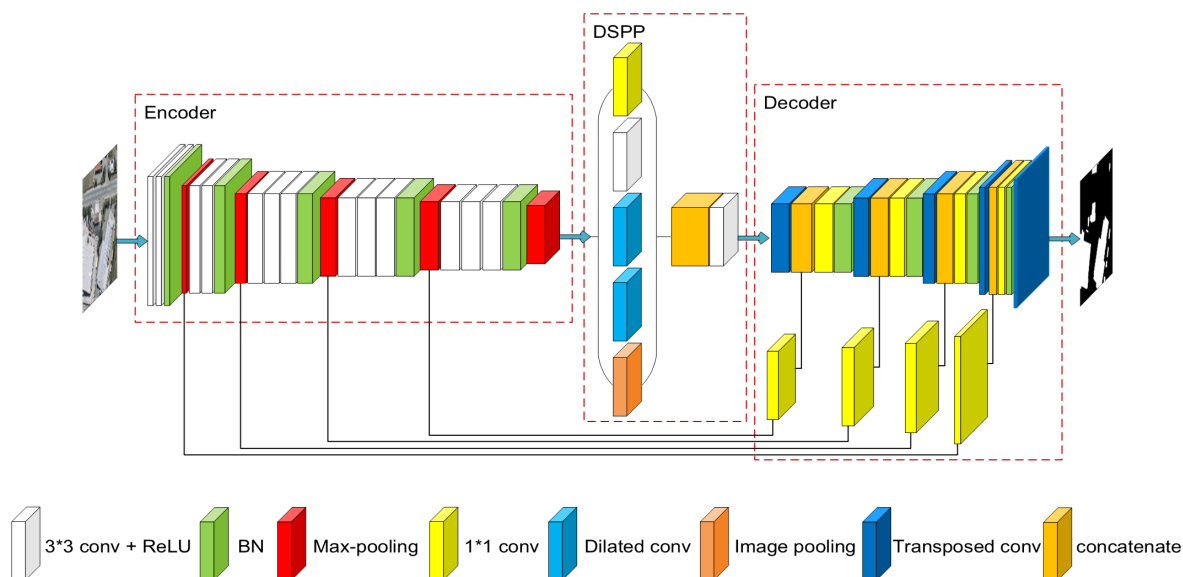 DSPP
Encoder
Decoder
3*3 conv + ReLU BN Max-pooling 1*1 conv Dilated conv Image pooling Transposed conv concatenate